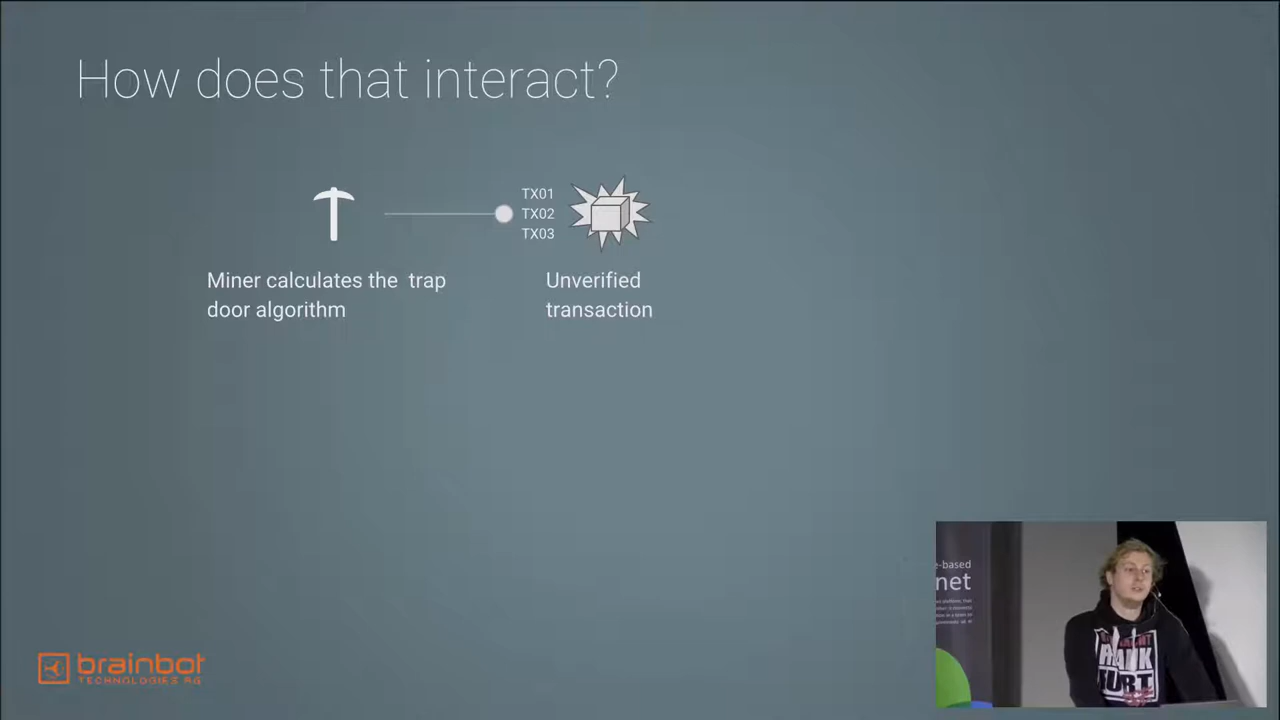 How does that interact?
TX01
TX02
TX03
Miner calculates the trap
door algorithm
Unverified
transaction
brainbot
TECHNOLOGIES AG
e-based
net